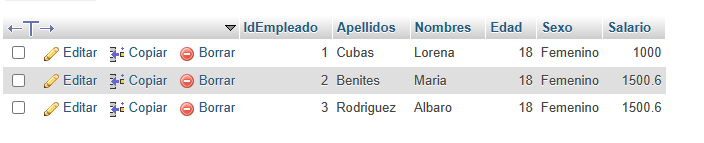 IdEmpleado Apellidos Nombres Edad Sexo Salario
Editar Copiar Borrar 1 Cubas Lorena 18 Femenino 1000
Editar Copiar Borrar 2 Benites Maria 18 Femenino 1500.6
Editar Copiar Borrar 3 Rodriguez Albaro 18 Femenino 1500.6